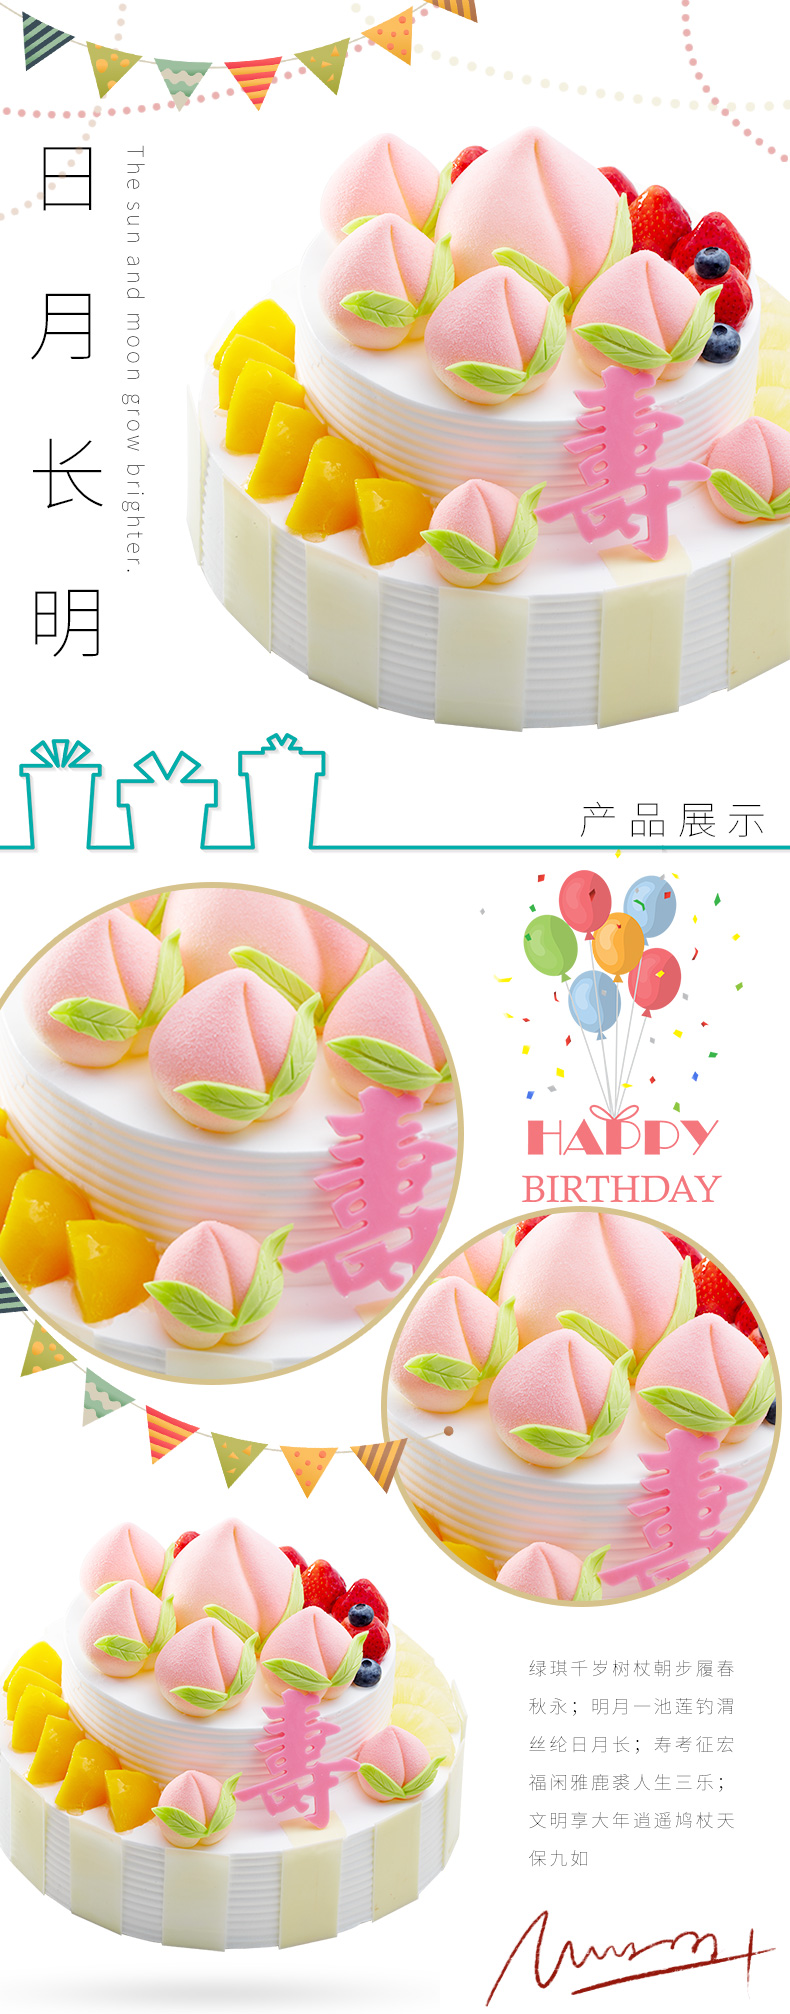 日月长明
The sun and moon grow brighter.
寿
产品展示
HAPPY
BIRTHDAY
壽
壽
绿琪千岁树杖朝步履春
秋永；明月一池莲钓渭
丝纶日月长；寿考征宏
福闲雅鹿裘人生三乐；
文明享大年逍遥鸠杖天
保九如
壽